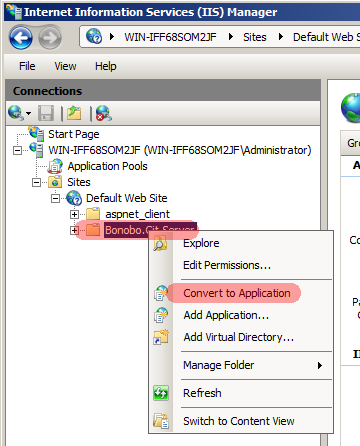 Internet Information Services (IIS) Manager
WIN-IFF68SOM2JF Sites Default Web S
File View Help
Connections
Start Page
WIN-IFF68SOM2JF (WIN-IFF68SOM2JF\Administrator)
Application Pools
Sites
Default Web Site
aspnet_client
Bonobo.Git.Server
Explore
Edit Permissions...
Convert to Application
Add Application...
Add Virtual Directory...
Manage Folder
Refresh
Switch to Content View
Gro
A
Co
Pa
II